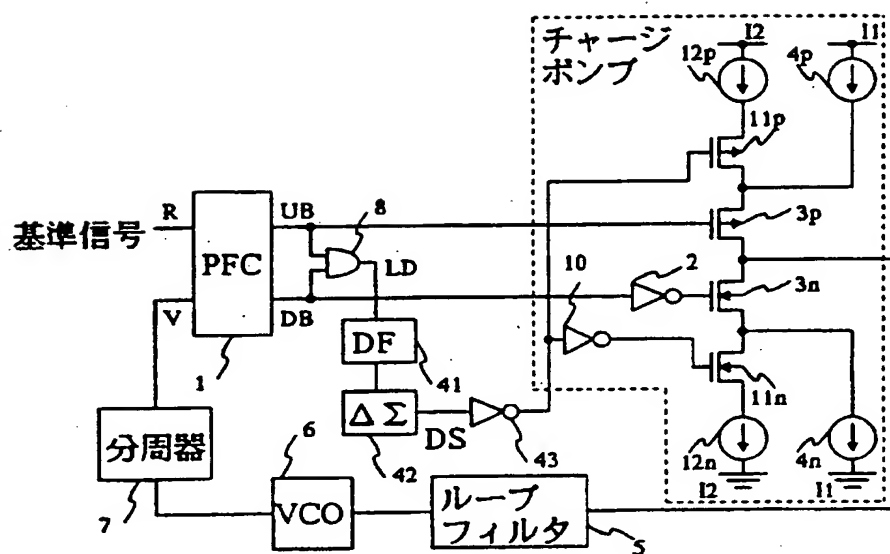 チャージ
ポンプ
12p
I2
4p
I1
11p
基準信号
R
PFC
UB
8
3p
LD
V
DB
2
3n
10
1
DF
41
11n
ΔΣ
42
DS
43
12n
I2
4n
I1
分周器
7
6
VCO
ループ
フィルタ
5